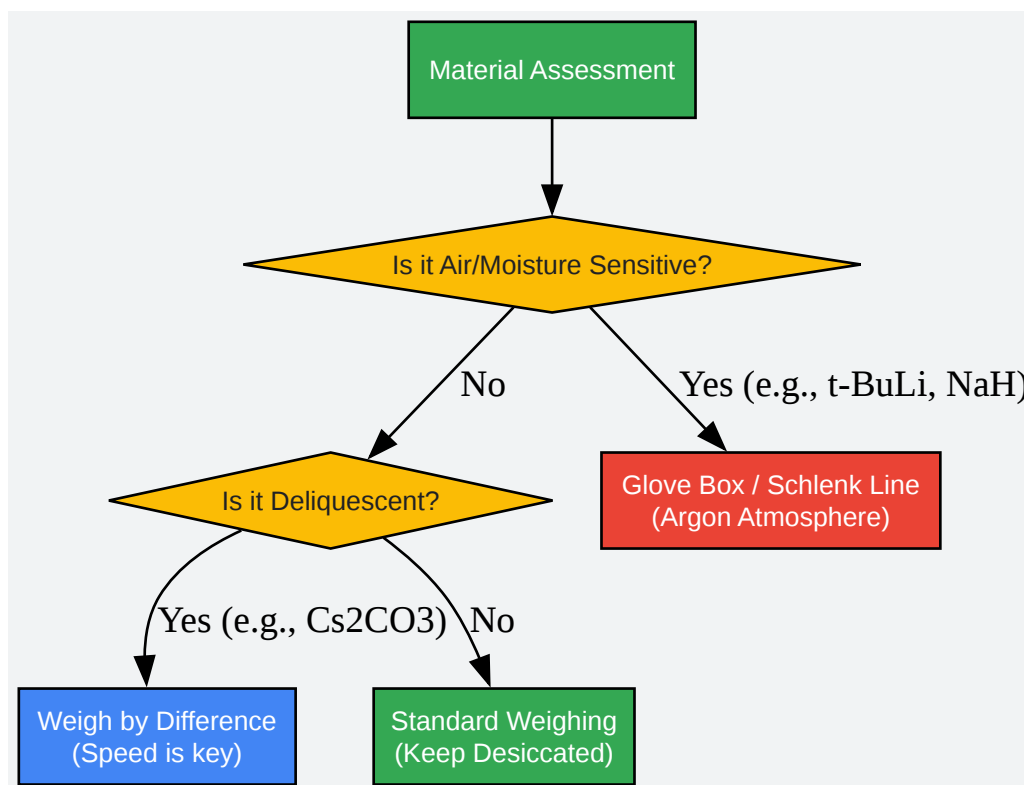 Material Assessment
Is it Air/Moisture Sensitive?
No
Yes (e.g., t-BuLi, NaH)
Is it Deliquescent?
Glove Box / Schlenk Line
(Argon Atmosphere)
Yes (e.g., Cs2CO3)
No
Weigh by Difference
(Speed is key)
Standard Weighing
(Keep Desiccated)